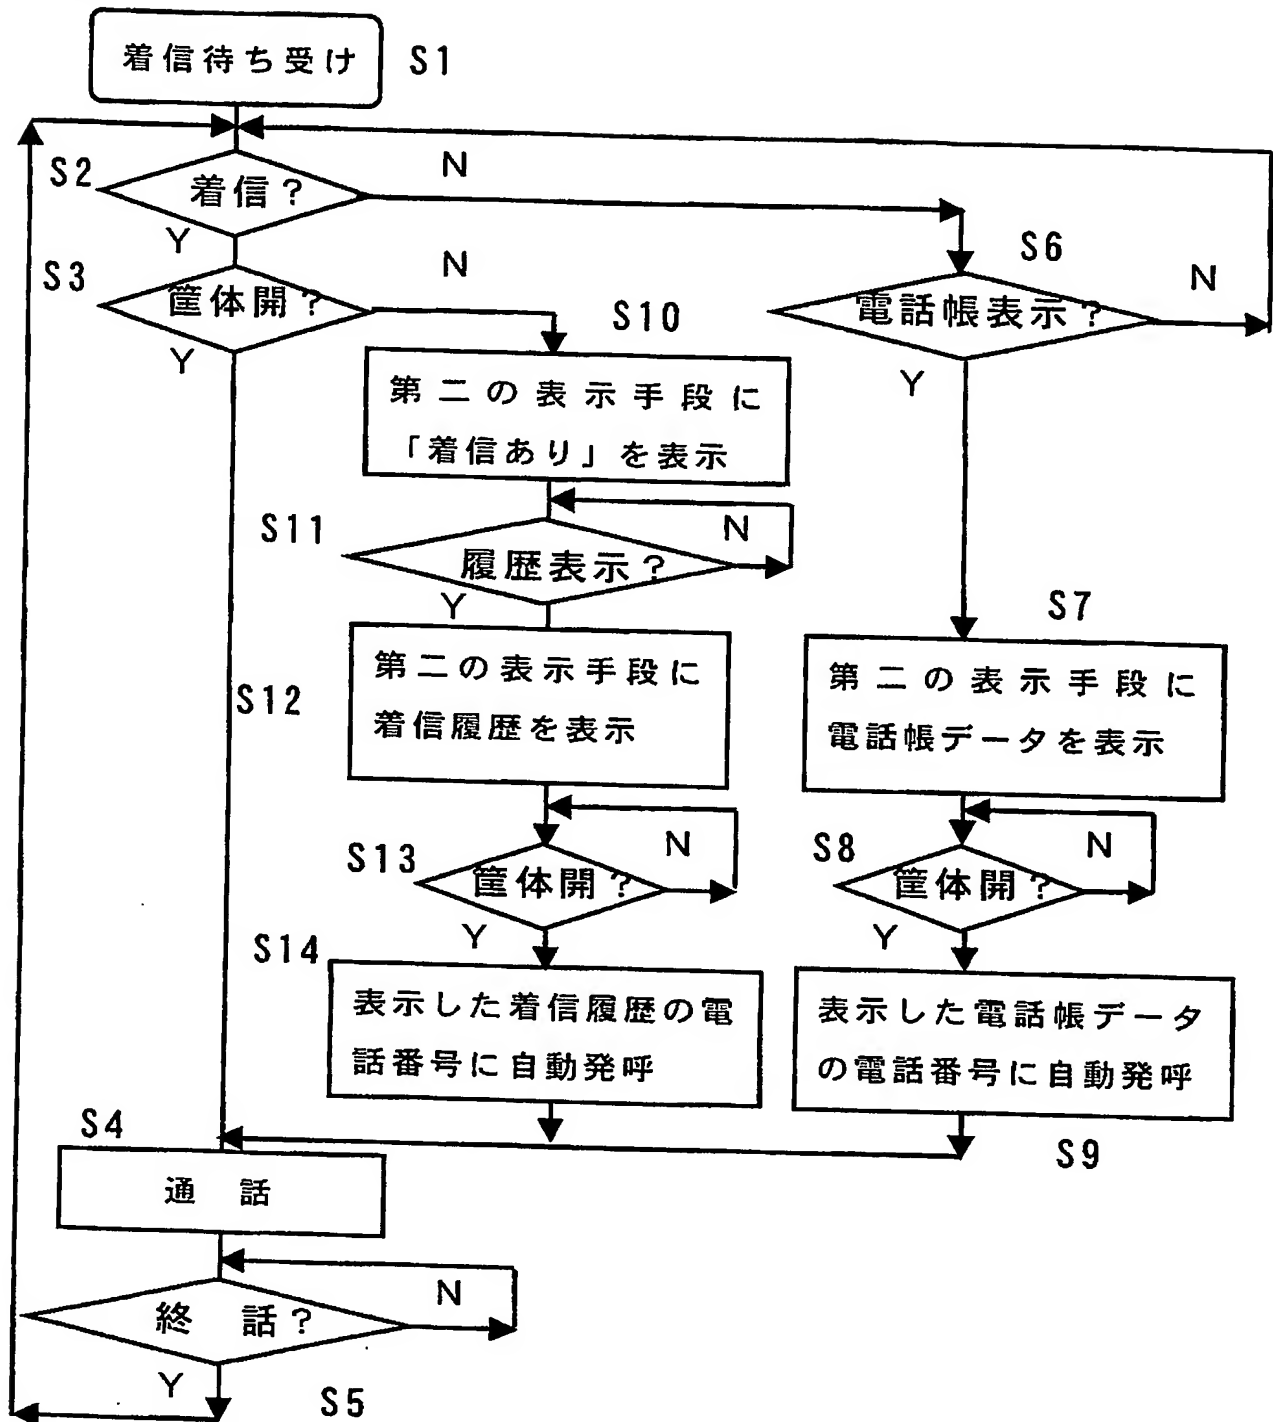 着信待ち受け
S1
S2
着信?
N
Y
S3
筐体開?
N
Y
S6
電話帳表示?
N
Y
S10
第二の表示手段に
「着信あり」を表示
S11
履歴表示?
N
Y
S12
第二の表示手段に
着信履歴を表示
S7
第二の表示手段に
電話帳データを表示
S13
筐体開?
N
Y
S8
筐体開?
N
Y
S14
表示した着信履歴の電
話番号に自動発呼
表示した電話帳データ
の電話番号に自動発呼
S9
S4
通 話
終 話?
N
Y
S5